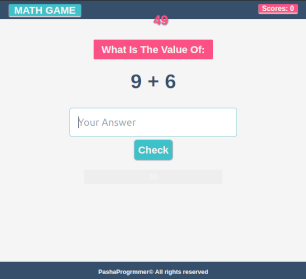 MATH GAME
Scores: 0
49
What Is The Value Of:
9 + 6
Your Answer
Check
PashaProgrmmer© All rights reserved